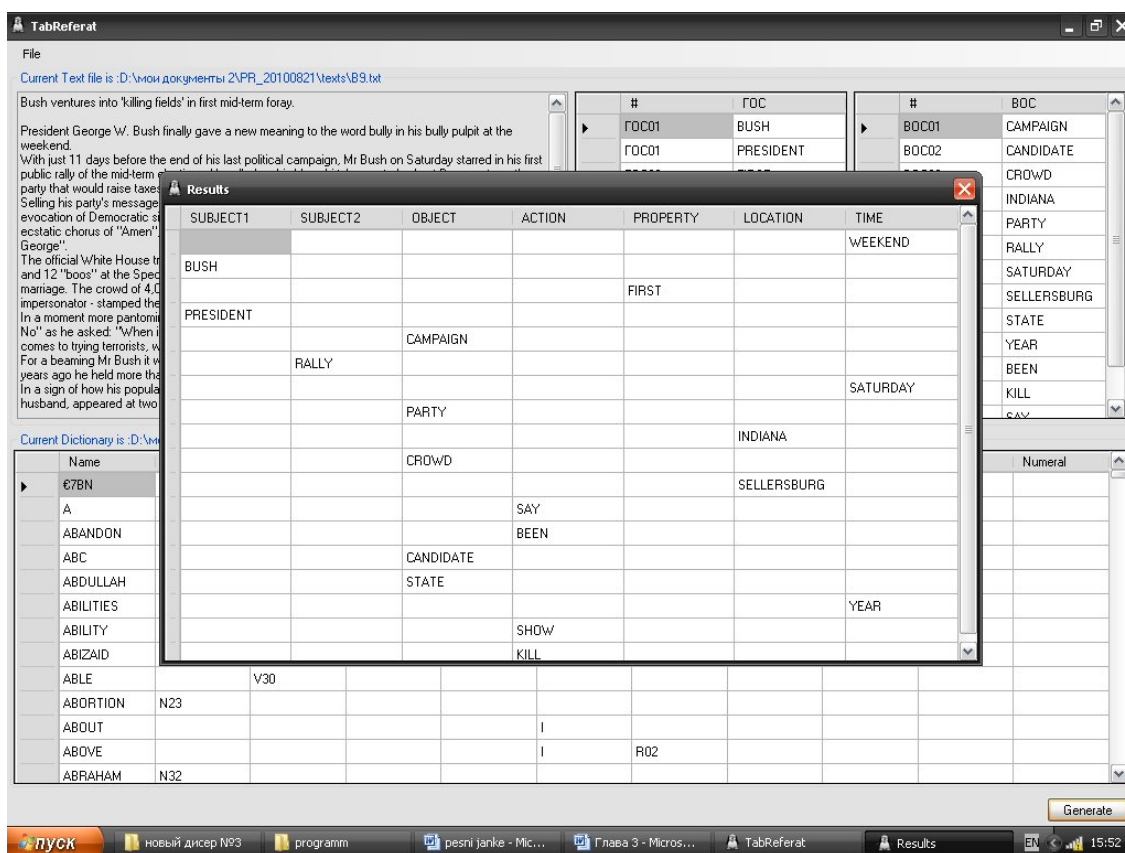 TabReferat
File
Current Text file is :D:\мои документы 2\PR_20100821\texts\B9.txt
Bush ventures into 'killing fields' in first mid-term foray.
President George W. Bush finally gave a new meaning to the word bully in his bully pulpit at the
weekend.
With just 11 days before the end of his last political campaign, Mr Bush on Saturday starred in his first
public rally of the mid-term
party that would raise taxes
Selling his party's message
evocation of Democratic
ecstatic chorus of "Amen"
George".
The official White House
and 12 "boos" at the
marriage. The crowd of
impersonator - stamped the
In a moment more
No" as he asked: "When
comes to trying terrorists,
For a beaming Mr Bush it
years ago he held more
In a sign of how his
husband, appeared at two
# ГОС
ГОС01 BUSH
ГОС01 PRESIDENT
# ВОС
ВОС01 CAMPAIGN
ВОС02 CANDIDATE
CROWD
INDIANA
PARTY
RALLY
SATURDAY
SELLERSBURG
STATE
YEAR
BEEN
KILL
SAY
Results
SUBJECT1 SUBJECT2 OBJECT ACTION PROPERTY LOCATION TIME
WEEKEND
BUSH
FIRST
PRESIDENT
CAMPAIGN
RALLY
SATURDAY
PARTY
INDIANA
CROWD
SELLERSBURG
SAY
BEEN
CANDIDATE
STATE
YEAR
SHOW
KILL
Current Dictionary is :D:\м
Name Numeral
€7BN
A
ABANDON
ABC
ABDULLAH
ABILITIES
ABILITY
ABIZAID
ABLE V30
ABORTION N23
ABOUT I
ABOVE I R02
ABRAHAM N32
Generate
пуск новый дисер №3 programm pesni janke - Mic... Глава 3 - Micros... TabReferat Results EN 15:52